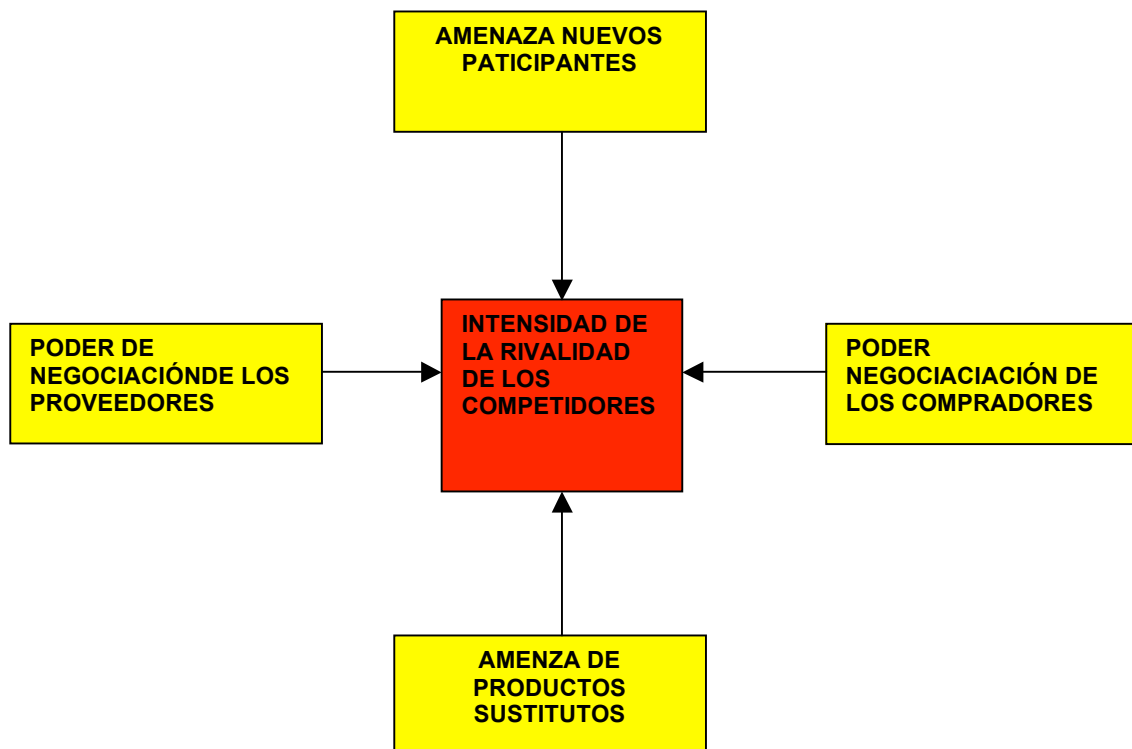 AMENAZA NUEVOS
PATICIPANTES
PODER DE
NEGOCIACIÓNDE LOS
PROVEEDORES
INTENSIDAD DE
LA RIVALIDAD
DE LOS
COMPETIDORES
PODER
NEGOCIACIACIÓN DE
LOS COMPRADORES
AMENZA DE
PRODUCTOS
SUSTITUTOS